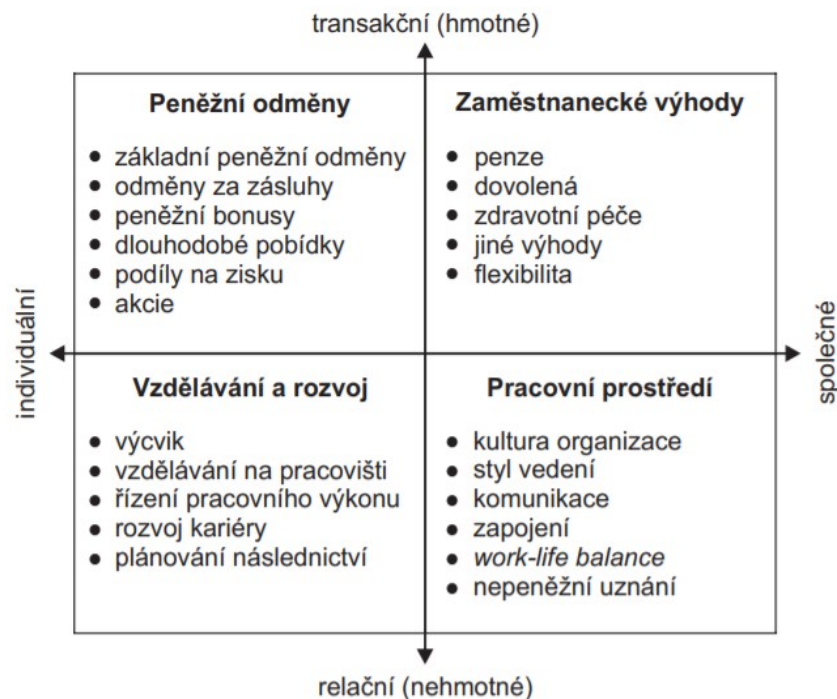 transakční (hmotné)
Peněžní odměny
• základní peněžní odměny
• odměny za zásluhy
• peněžní bonusy
• dlouhodobé pobídky
• podíly na zisku
• akcie
Zaměstnanecké výhody
• penze
• dovolená
• zdravotní péče
• jiné výhody
• flexibilita
individuální
společné
Vzdělávání a rozvoj
• výcvik
• vzdělávání na pracovišti
• řízení pracovního výkonu
• rozvoj kariéry
• plánování následnictví
Pracovní prostředí
• kultura organizace
• styl vedení
• komunikace
• zapojení
• work-life balance
• nepeněžní uznání
relační (nehmotné)